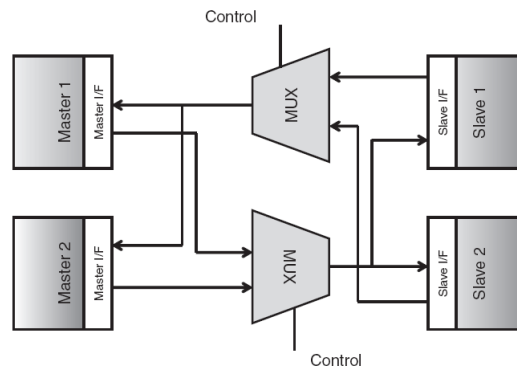 Control
Master 1
Master I/F
MUX
Slave I/F
Slave 1
Master 2
Master I/F
MUX
Slave I/F
Slave 2
Control